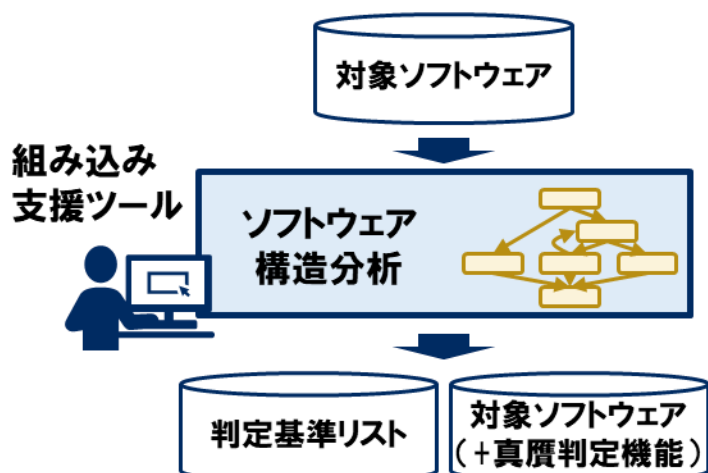 対象ソフトウェア
組み込み
支援ツール
ソフトウェア
構造分析
判定基準リスト
対象ソフトウェア
(+真贋判定機能)